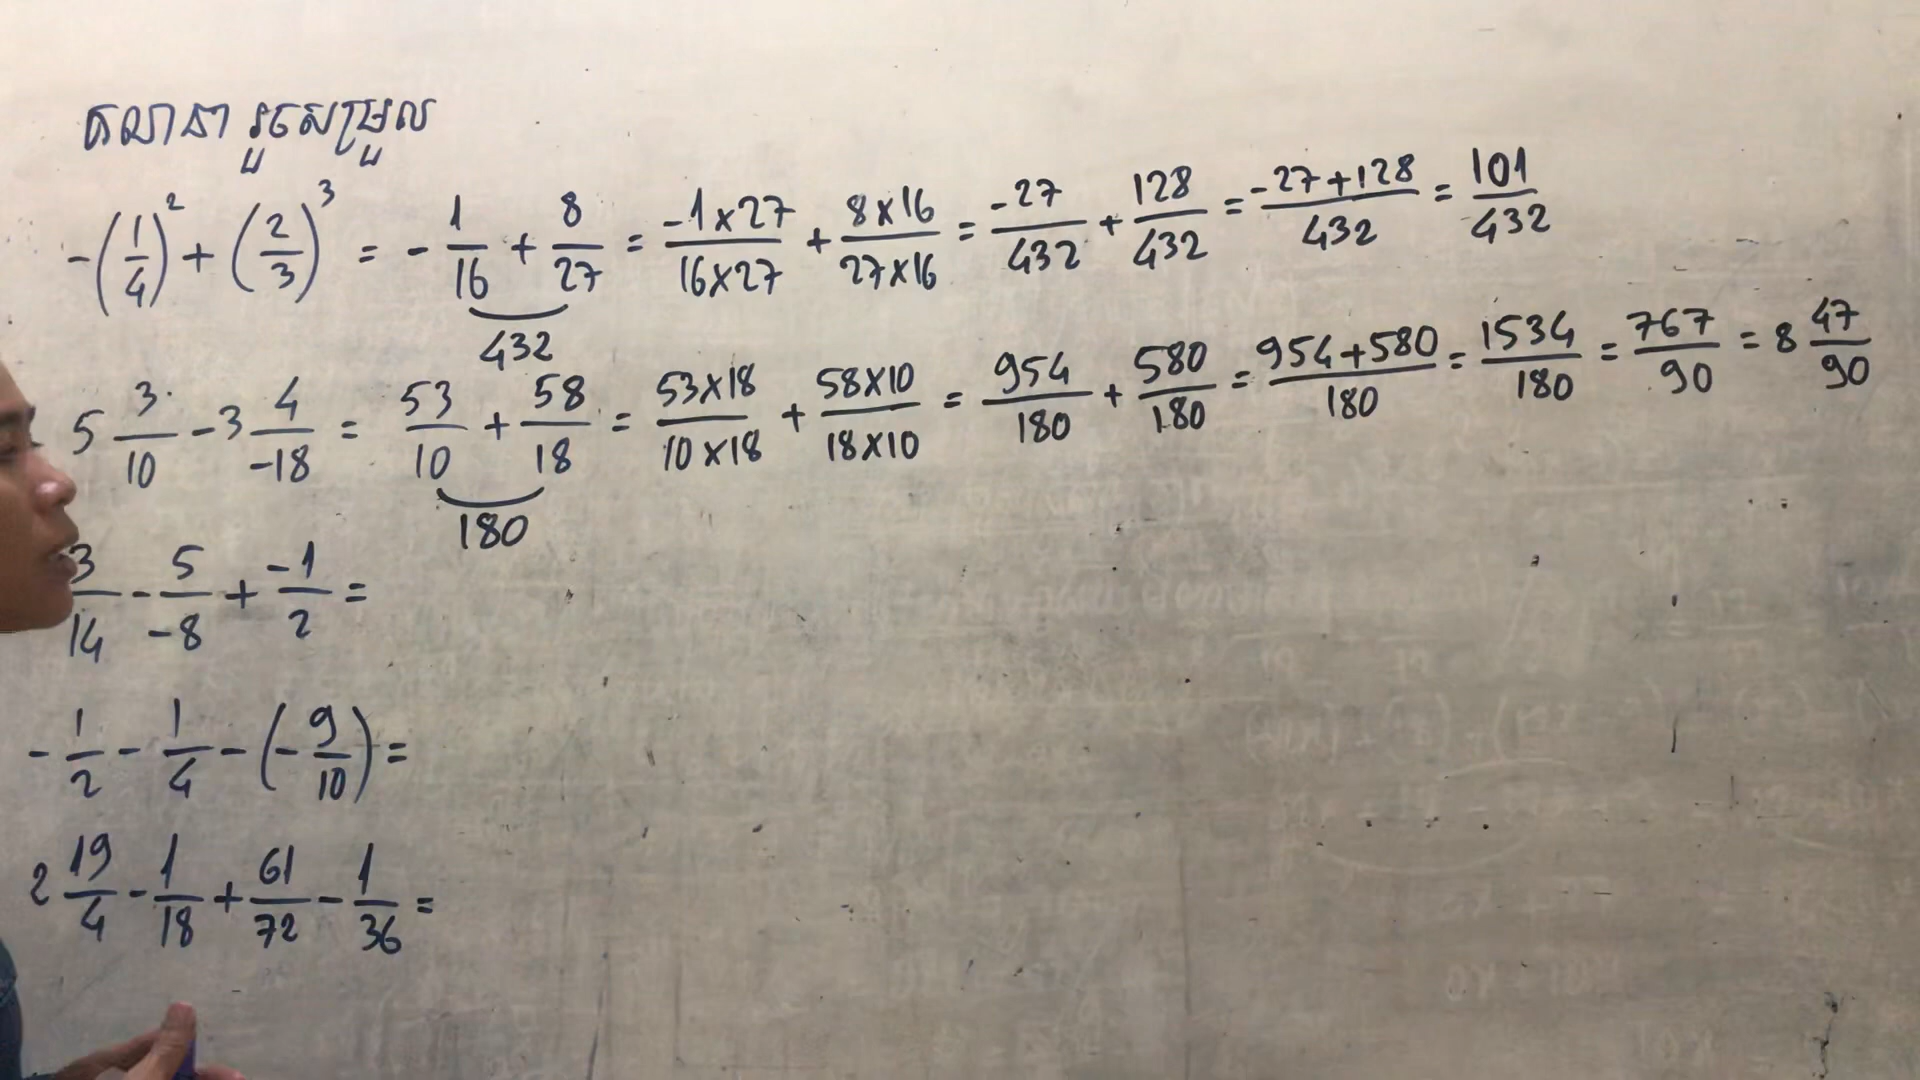 គណនា រួចសម្រួល
-(1/4)² + (2/3)³ = - 1/16 + 8/27 = -1×27/16×27 + 8×16/27×16 = -27/432 + 128/432 = -27+128/432 = 101/432
432
5 3/10 - 3 4/-18 = 53/10 + 58/18 = 53×18/10×18 + 58×10/18×10 = 954/180 + 580/180 = 954+580/180 = 1534/180 = 767/90 = 8 47/90
180
3/14 - 5/-8 + -1/2 =
- 1/2 - 1/4 - (- 9/10) =
2 19/4 - 1/18 + 61/72 - 1/36 =